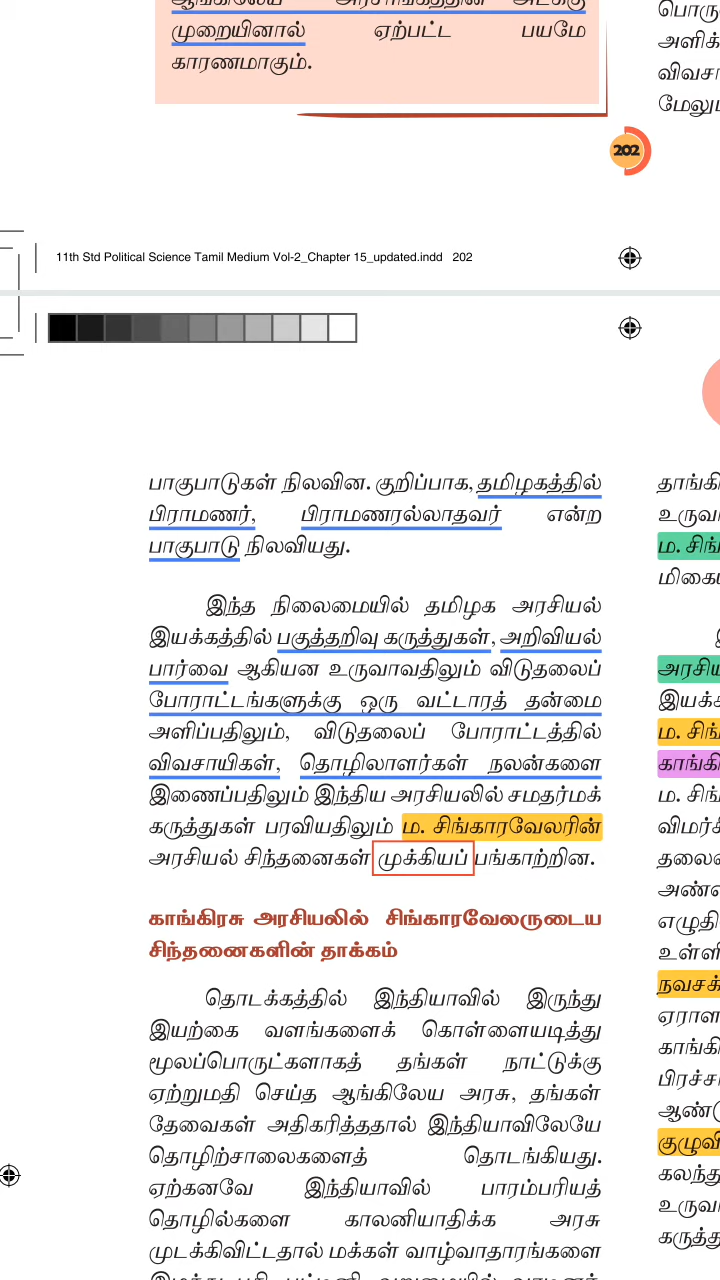 முறையினால் ஏற்பட்ட பயமே
காரணமாகும்.
202
11th Std Political Science Tamil Medium Vol-2_Chapter 15_updated.indd 202
பாகுபாடுகள் நிலவின. குறிப்பாக, தமிழகத்தில்
பிராமணர், பிராமணரல்லாதவர் என்ற
பாகுபாடு நிலவியது.
இந்த நிலைமையில் தமிழக அரசியல்
இயக்கத்தில் பகுத்தறிவு கருத்துகள், அறிவியல்
பார்வை ஆகியன உருவாவதிலும் விடுதலைப்
போராட்டங்களுக்கு ஒரு வட்டாரத் தன்மை
அளிப்பதிலும், விடுதலைப் போராட்டத்தில்
விவசாயிகள், தொழிலாளர்கள் நலன்களை
இணைப்பதிலும் இந்திய அரசியலில் சமதர்மக்
கருத்துகள் பரவியதிலும் ம. சிங்காரவேலரின்
அரசியல் சிந்தனைகள் முக்கியப் பங்காற்றின.
காங்கிரசு அரசியலில் சிங்காரவேலருடைய
சிந்தனைகளின் தாக்கம்
தொடக்கத்தில் இந்தியாவில் இருந்து
இயற்கை வளங்களைக் கொள்ளையடித்து
மூலப்பொருட்களாகத் தங்கள் நாட்டுக்கு
ஏற்றுமதி செய்த ஆங்கிலேய அரசு, தங்கள்
தேவைகள் அதிகரித்ததால் இந்தியாவிலேயே
தொழிற்சாலைகளைத் தொடங்கியது.
ஏற்கனவே இந்தியாவில் பாரம்பரியத்
தொழில்களை காலனியாதிக்க அரசு
முடக்கிவிட்டதால் மக்கள் வாழ்வாதாரங்களை
ம.
ம.
ம.